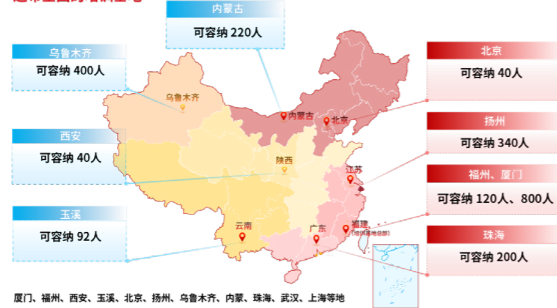 内蒙古
可容纳 220人
乌鲁木齐
可容纳 400人
北京
可容纳 40人
乌鲁木齐
内蒙古
北京
扬州
可容纳 340人
西安
可容纳 40人
陕西
江苏
福州、厦门
可容纳 120人、800人
玉溪
可容纳 92人
云南
广东
福建
珠海
可容纳 200人
厦门、福州、西安、玉溪、北京、扬州、乌鲁木齐、内蒙、珠海、武汉、上海等地